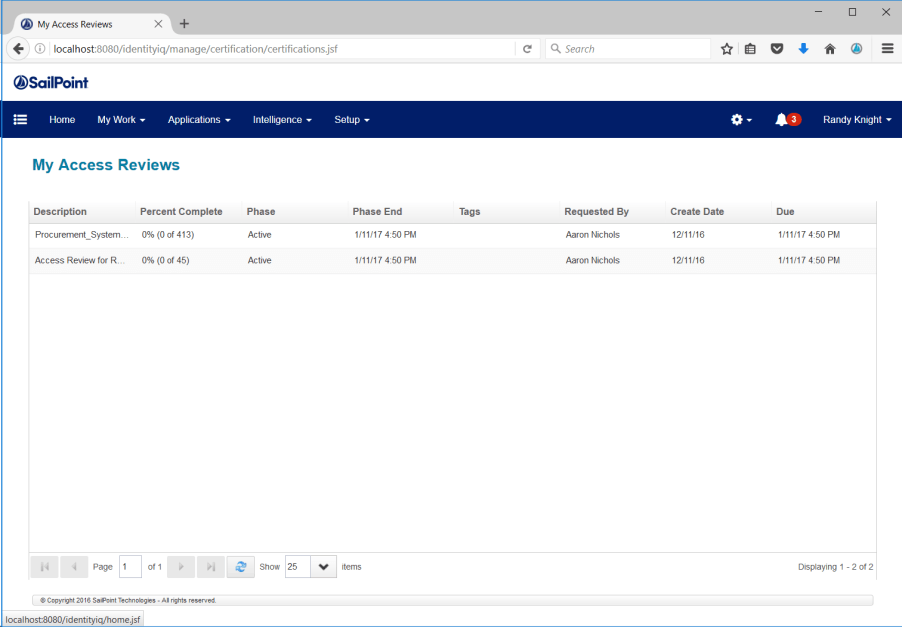 My Access Reviews
localhost:8080/identityiq/manage/certification/certifications.jsf
Search
SailPoint
Home My Work Applications Intelligence Setup 3 Randy Knight
My Access Reviews
Description Percent Complete Phase Phase End Tags Requested By Create Date Due
Procurement_System... 0% (0 of 413) Active 1/11/17 4:50 PM Aaron Nichols 12/11/16 1/11/17 4:50 PM
Access Review for R... 0% (0 of 45) Active 1/11/17 4:50 PM Aaron Nichols 12/11/16 1/11/17 4:50 PM
Page 1 of 1 Show 25 items Displaying 1 - 2 of 2
© Copyright 2016 SailPoint Technologies - All rights reserved.
localhost:8080/identityiq/home.jsf